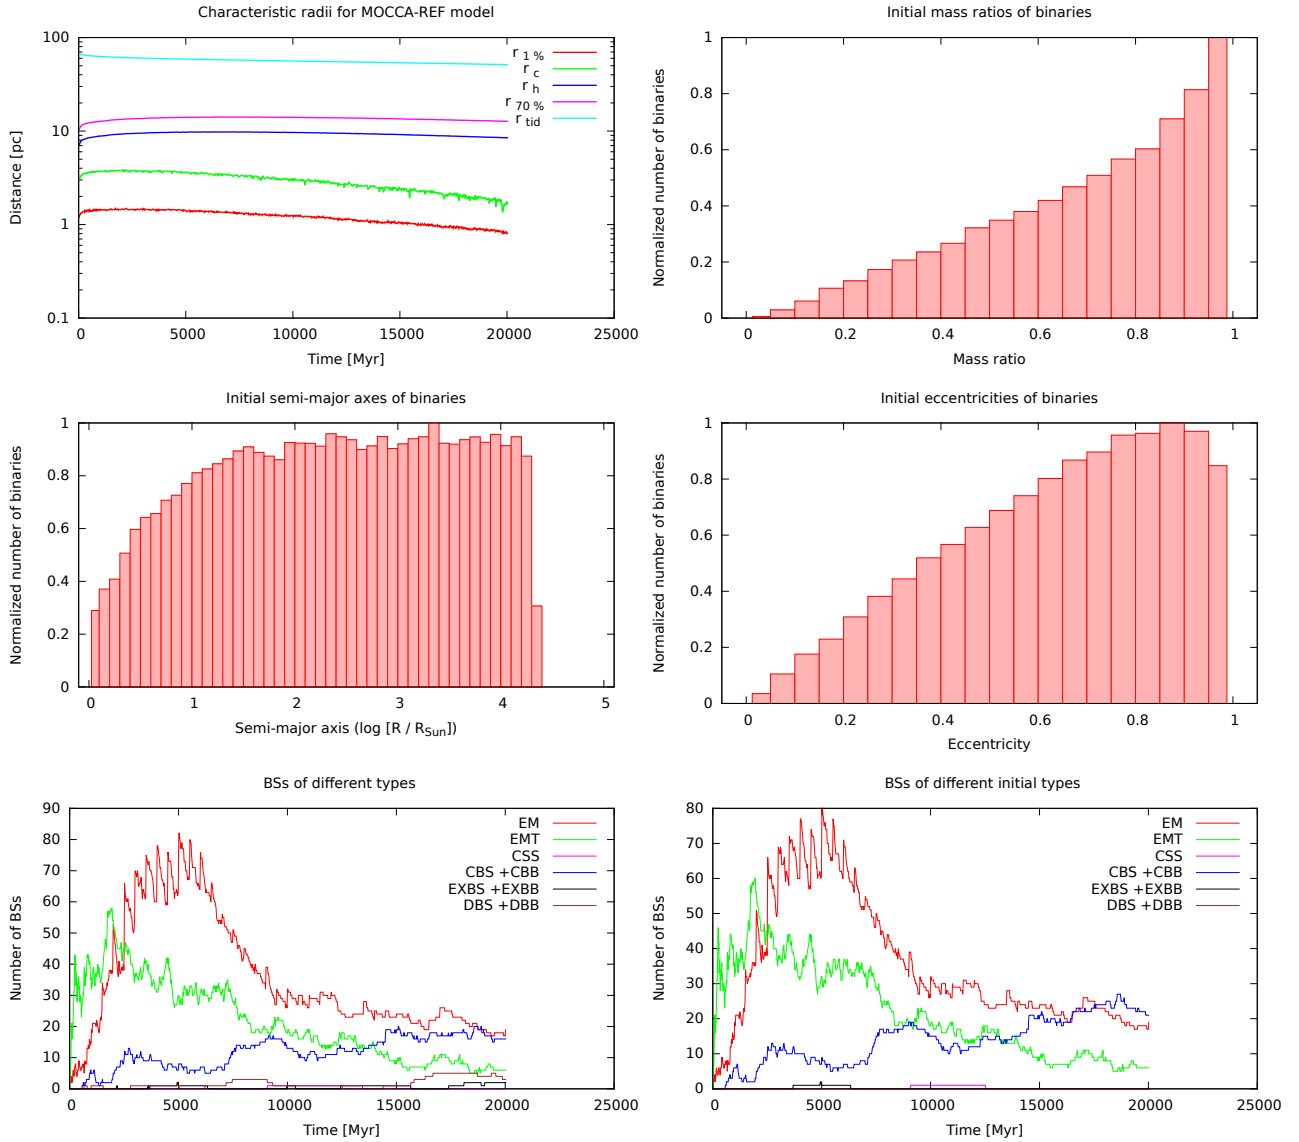 Characteristic radii for MOCCA-REF model
Distance [pc]
100
10
1
0.1
0
5000
10000
15000
20000
25000
Time [Myr]
r 1 %
r c
r h
r 70 %
r tid
Initial mass ratios of binaries
Normalized number of binaries
1
0.8
0.6
0.4
0.2
0
0
0.2
0.4
0.6
0.8
1
Mass ratio
Initial semi-major axes of binaries
Normalized number of binaries
1
0.8
0.6
0.4
0.2
0
0
1
2
3
4
5
Semi-major axis (log [R / RSun])
Initial eccentricities of binaries
Normalized number of binaries
1
0.8
0.6
0.4
0.2
0
0
0.2
0.4
0.6
0.8
1
Eccentricity
BSs of different types
Number of BSs
90
80
70
60
50
40
30
20
10
0
0
5000
10000
15000
20000
25000
Time [Myr]
EM
EMT
CSS
CBS +CBB
EXBS +EXBB
DBS +DBB
BSs of different initial types
Number of BSs
80
70
60
50
40
30
20
10
0
0
5000
10000
15000
20000
25000
Time [Myr]
EM
EMT
CSS
CBS +CBB
EXBS +EXBB
DBS +DBB